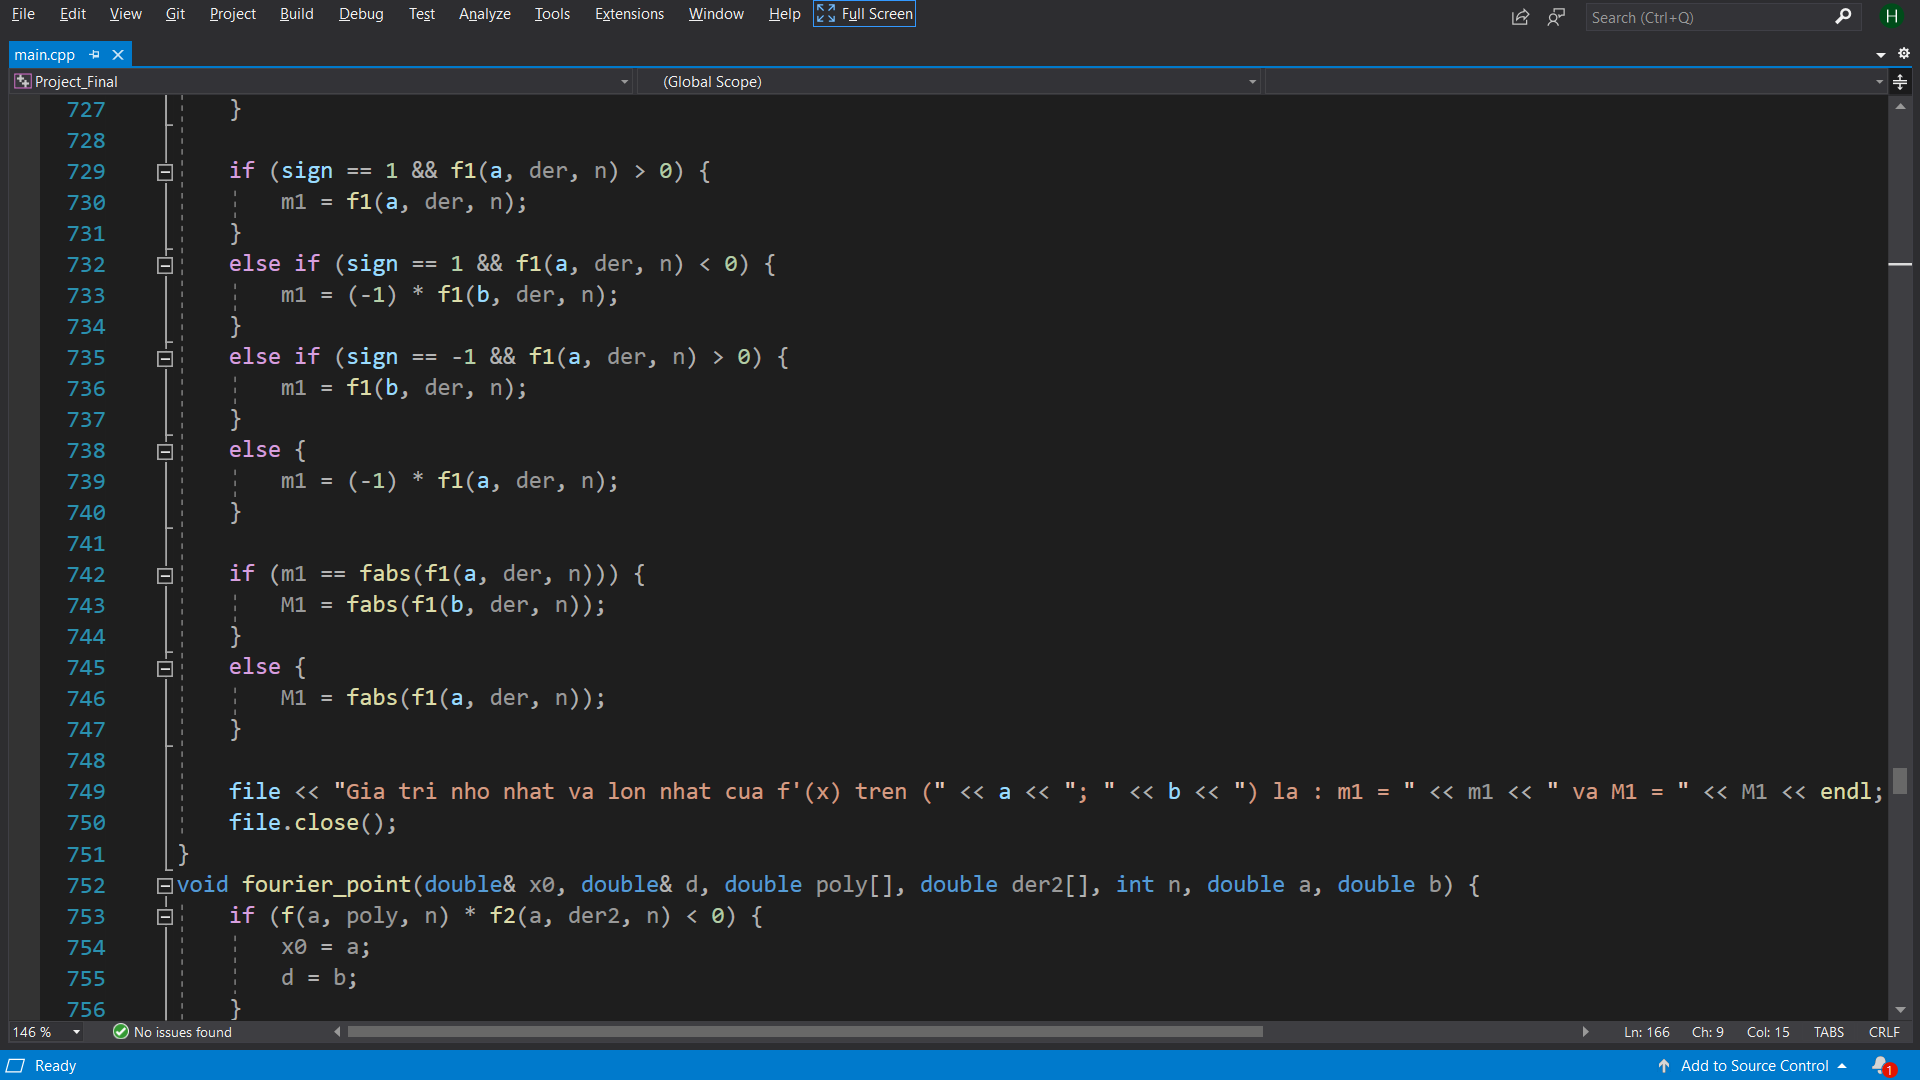 File Edit View Git Project Build Debug Test Analyze Tools Extensions Window Help Full Screen Search (Ctrl+Q) H
main.cpp
Project_Final (Global Scope)
727 }
728
729 if (sign == 1 && f1(a, der, n) > 0) {
730 m1 = f1(a, der, n);
731 }
732 else if (sign == 1 && f1(a, der, n) < 0) {
733 m1 = (-1) * f1(b, der, n);
734 }
735 else if (sign == -1 && f1(a, der, n) > 0) {
736 m1 = f1(b, der, n);
737 }
738 else {
739 m1 = (-1) * f1(a, der, n);
740 }
741
742 if (m1 == fabs(f1(a, der, n))) {
743 M1 = fabs(f1(b, der, n));
744 }
745 else {
746 M1 = fabs(f1(a, der, n));
747 }
748
749 file << "Gia tri nho nhat va lon nhat cua f'(x) tren (" << a << "; " << b << ") la : m1 = " << m1 << " va M1 = " << M1 << endl;
750 file.close();
751 }
752 void fourier_point(double& x0, double& d, double poly[], double der2[], int n, double a, double b) {
753 if (f(a, poly, n) * f2(a, der2, n) < 0) {
754 x0 = a;
755 d = b;
756 }
146 % No issues found Ln: 166 Ch: 9 Col: 15 TABS CRLF
Ready Add to Source Control 1